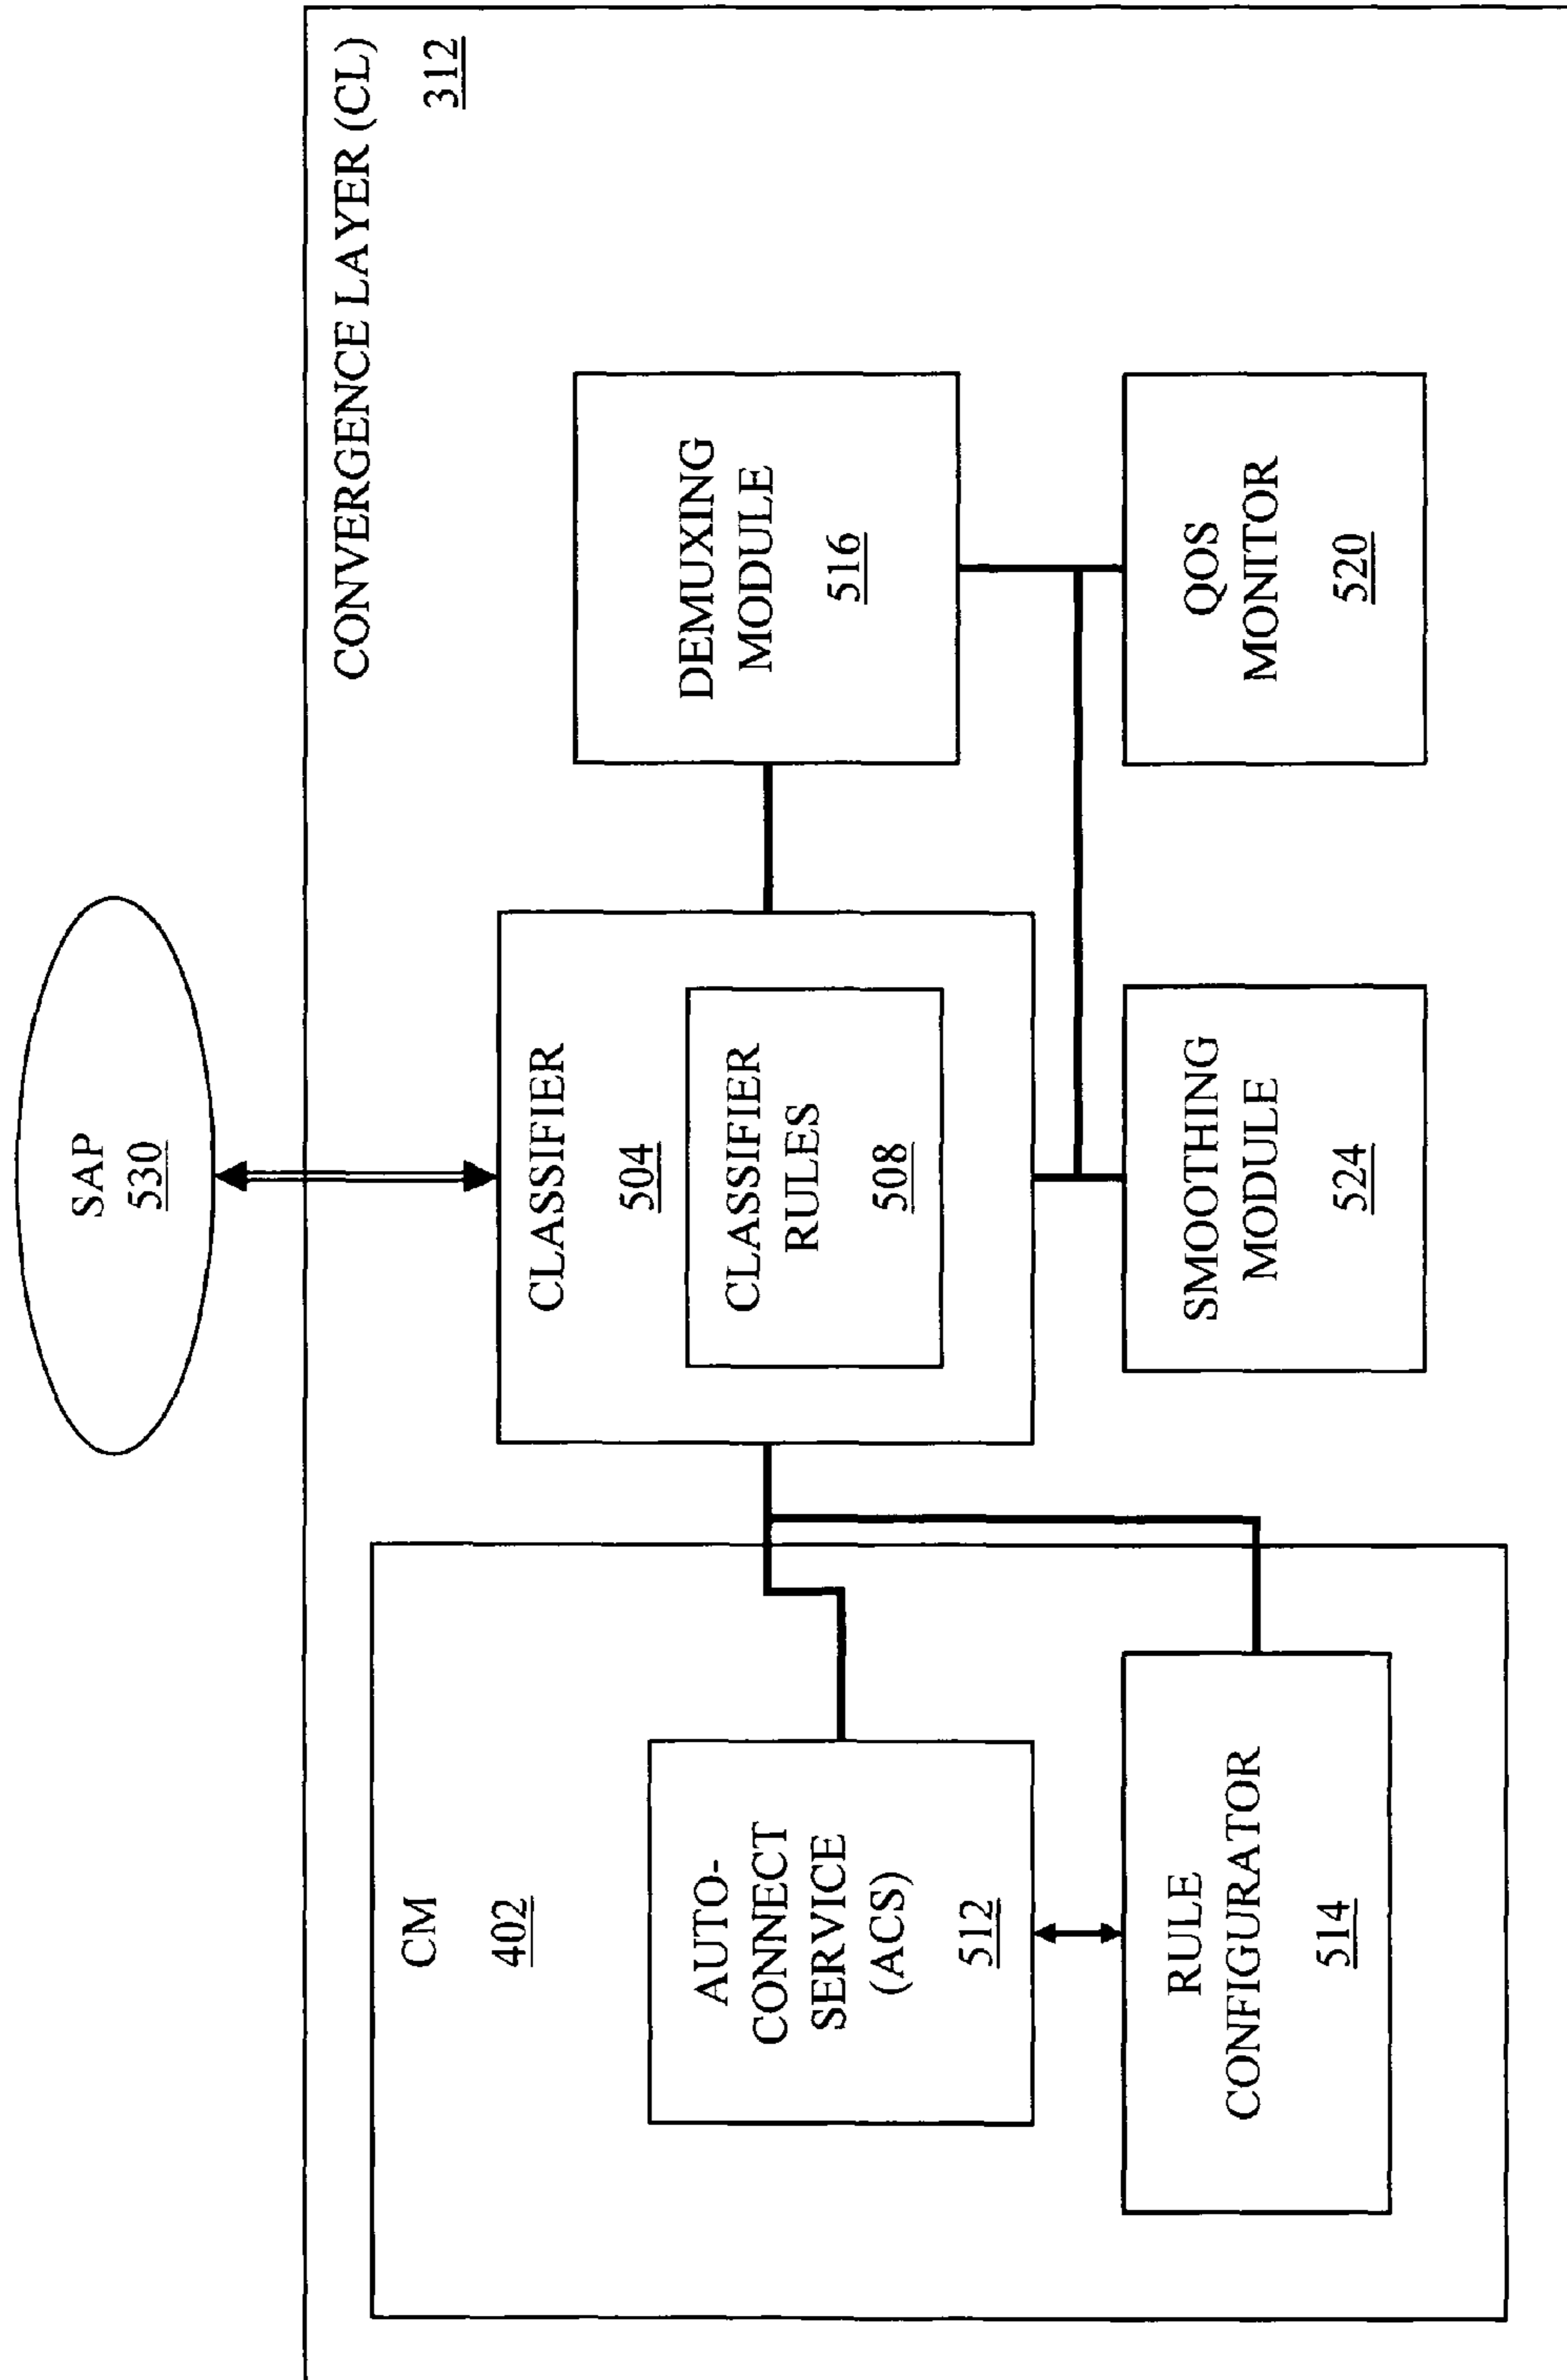 SAP
530
CONVERGENCE LAYER (CL)
312
CM
402
AUTO-
CONNECT
SERVICE
(ACS)
512
RULE
CONFIGURATOR
514
CLASSIFIER
504
CLASSIFIER
RULES
508
DEMUXING
MODULE
516
SMOOTHING
MODULE
524
QOS
MONITOR
520